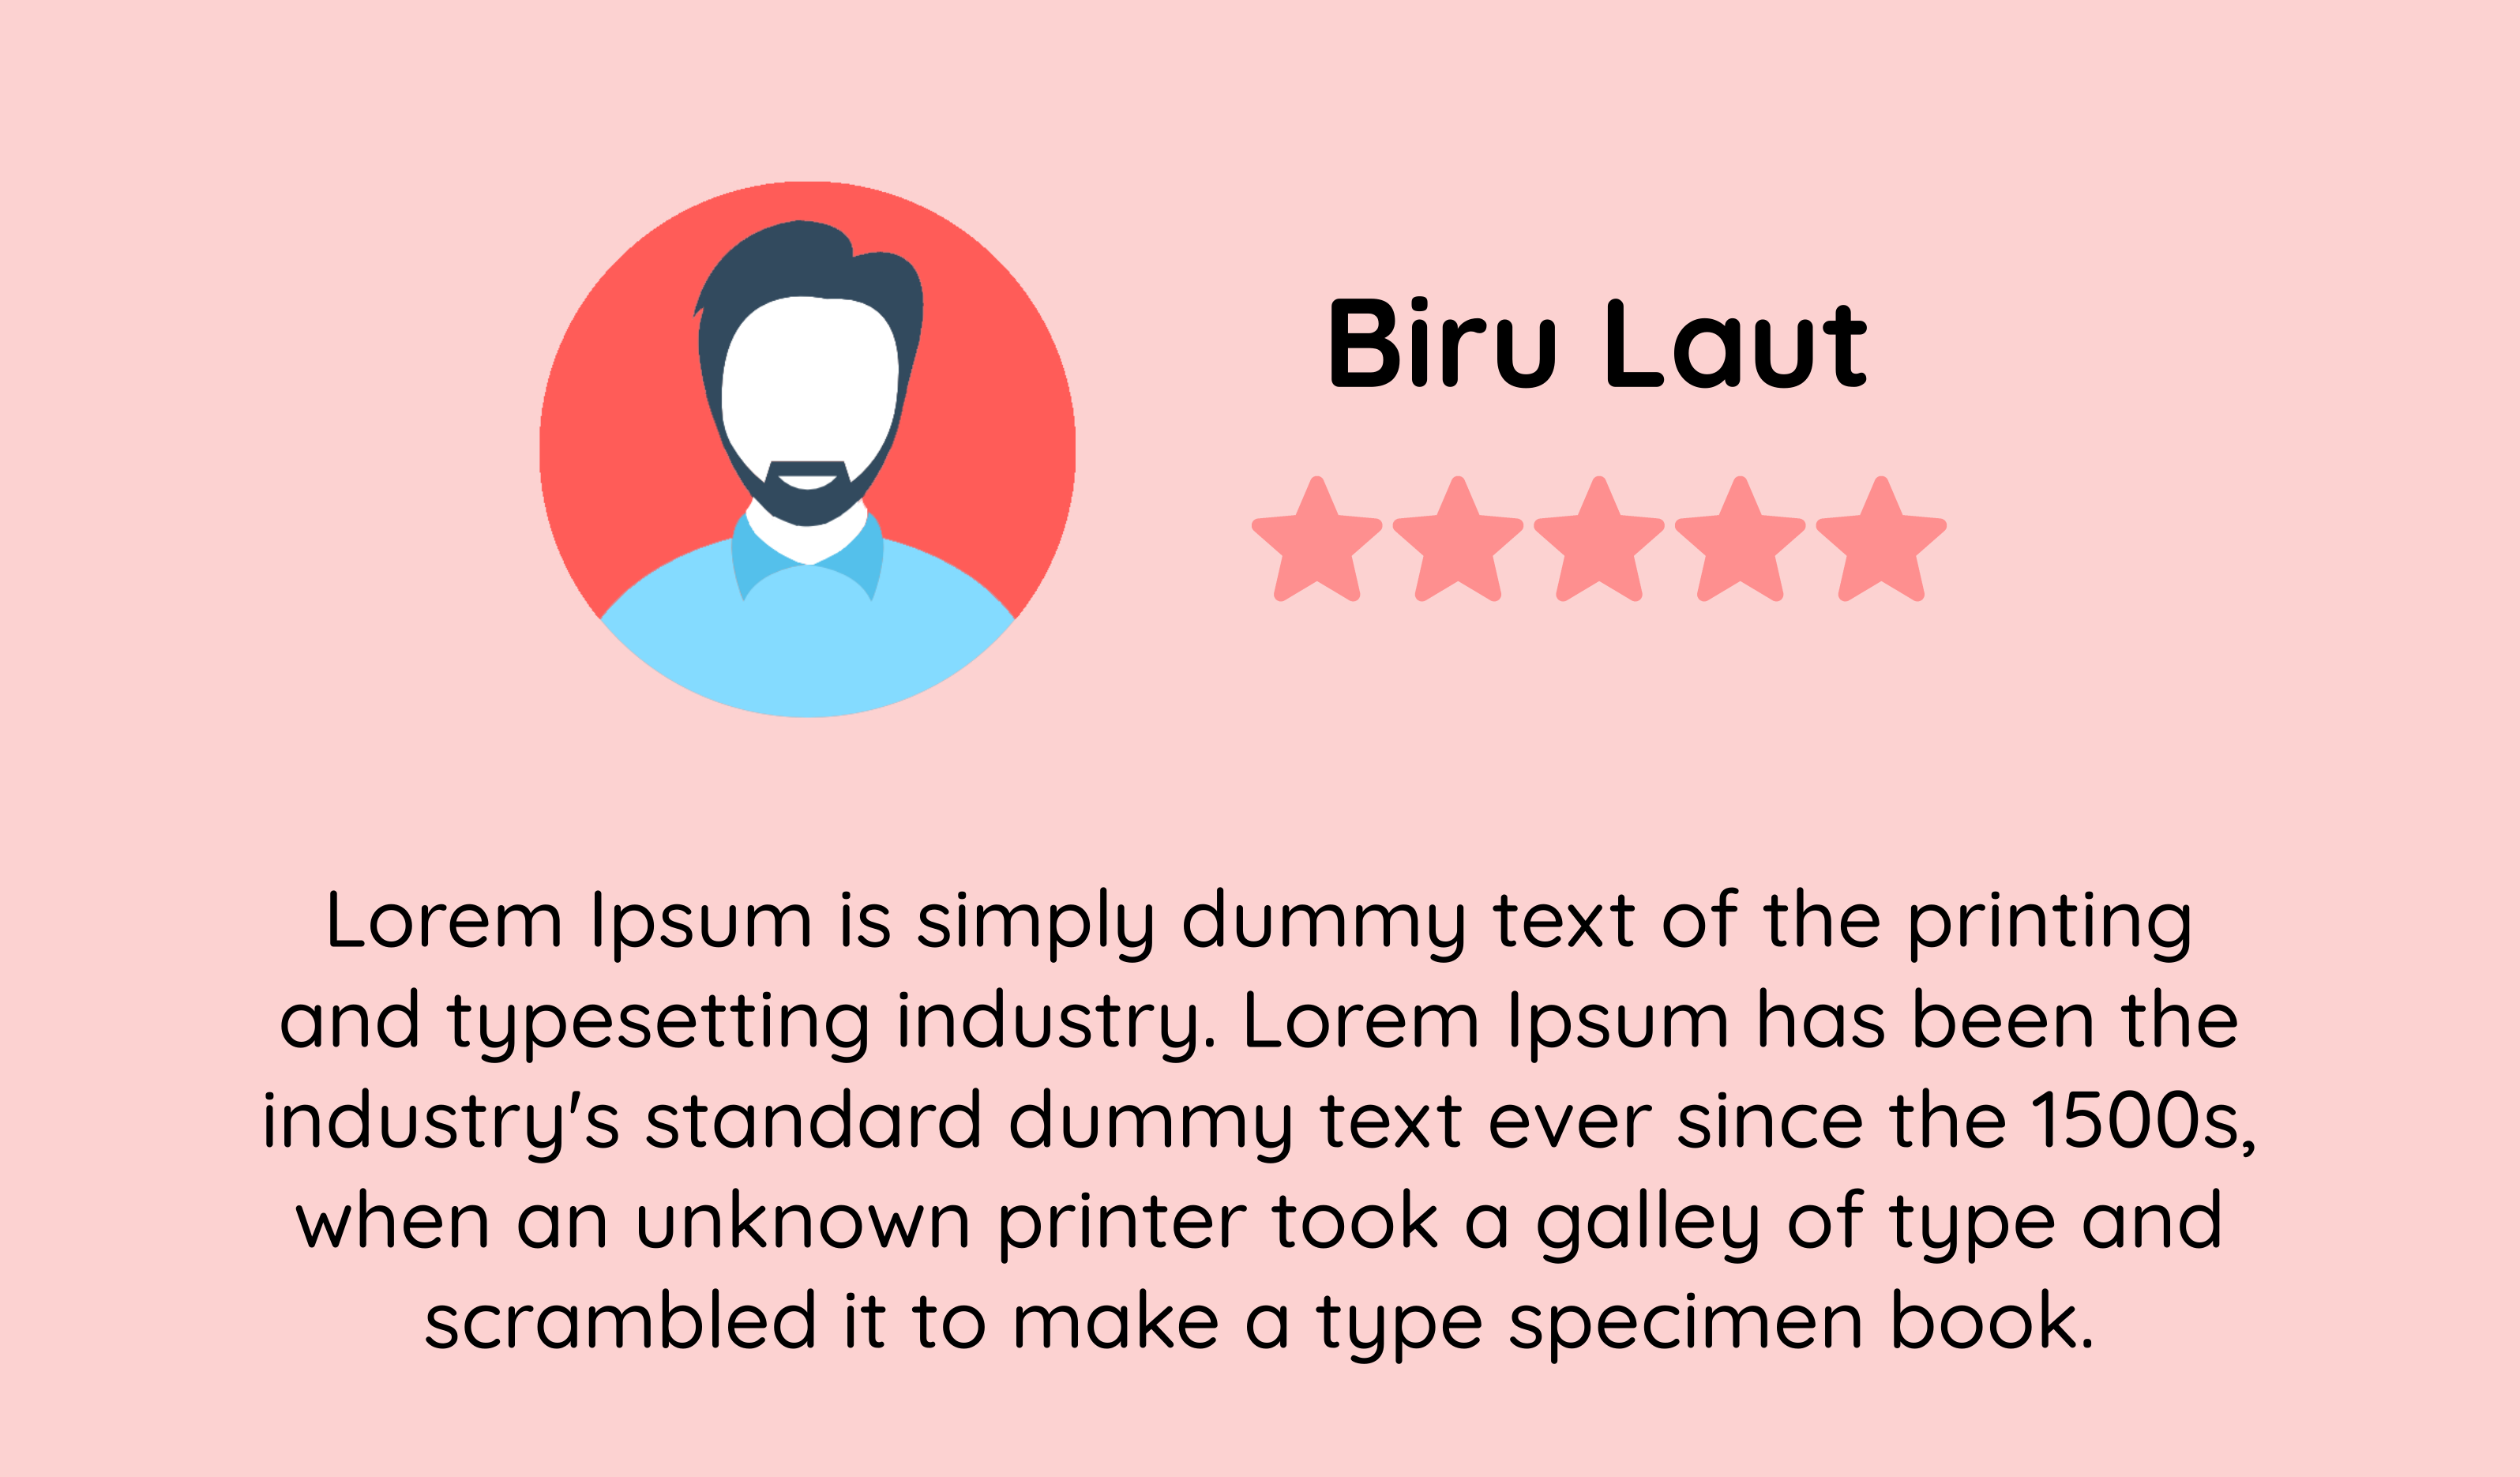 Biru Laut
Lorem Ipsum is simply dummy text of the printing
and typesetting industry. Lorem Ipsum has been the
industry's standard dummy text ever since the 1500s,
when an unknown printer took a galley of type and
scrambled it to make a type specimen book.